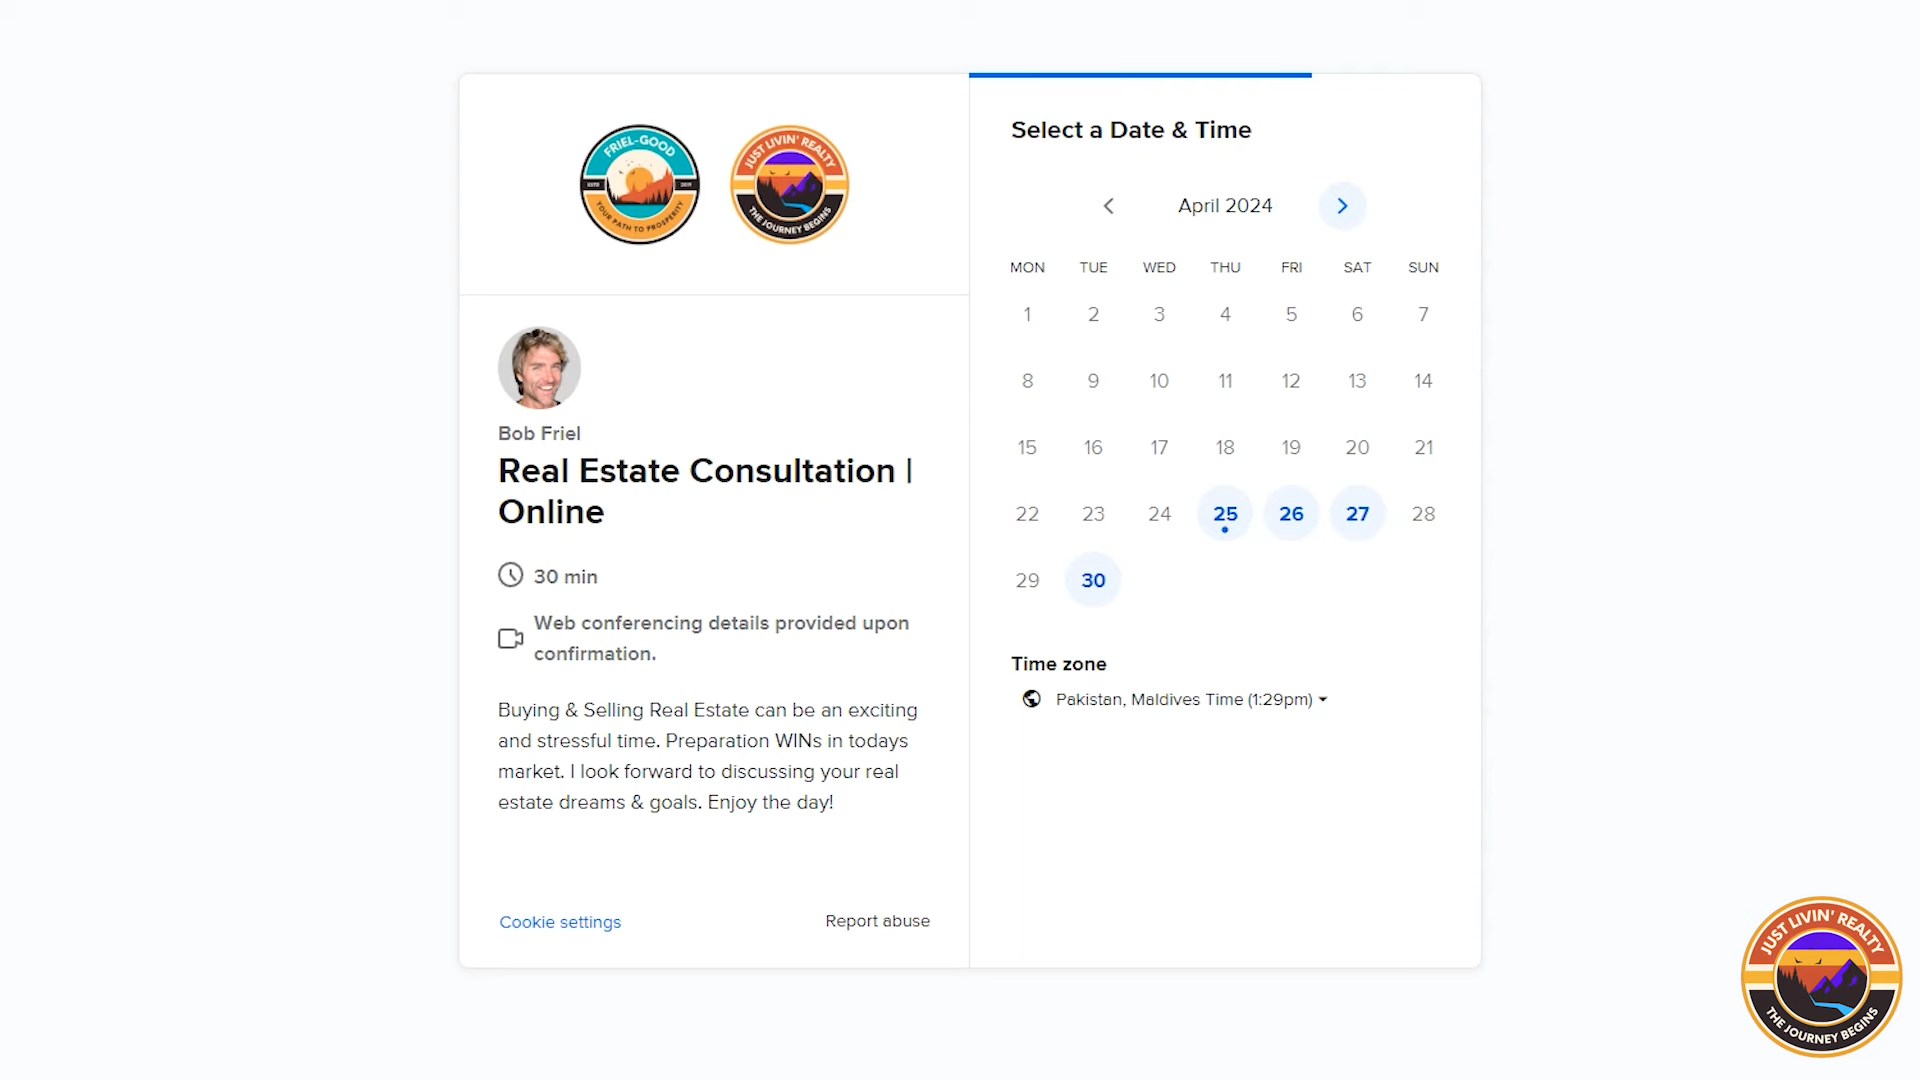 FRIEL-GOOD
ESTD 2019
YOUR PATH TO PROSPERITY
JUST LIVIN' REALTY
THE JOURNEY BEGINS
Bob Friel
Real Estate Consultation |
Online
30 min
Web conferencing details provided upon
confirmation.
Buying & Selling Real Estate can be an exciting
and stressful time. Preparation WINs in todays
market. I look forward to discussing your real
estate dreams & goals. Enjoy the day!
Cookie settings
Report abuse
Select a Date & Time
April 2024
MON TUE WED THU FRI SAT SUN
1 2 3 4 5 6 7
8 9 10 11 12 13 14
15 16 17 18 19 20 21
22 23 24 25 26 27 28
29 30
Time zone
Pakistan, Maldives Time (1:29pm)
JUST LIVIN' REALTY
THE JOURNEY BEGINS